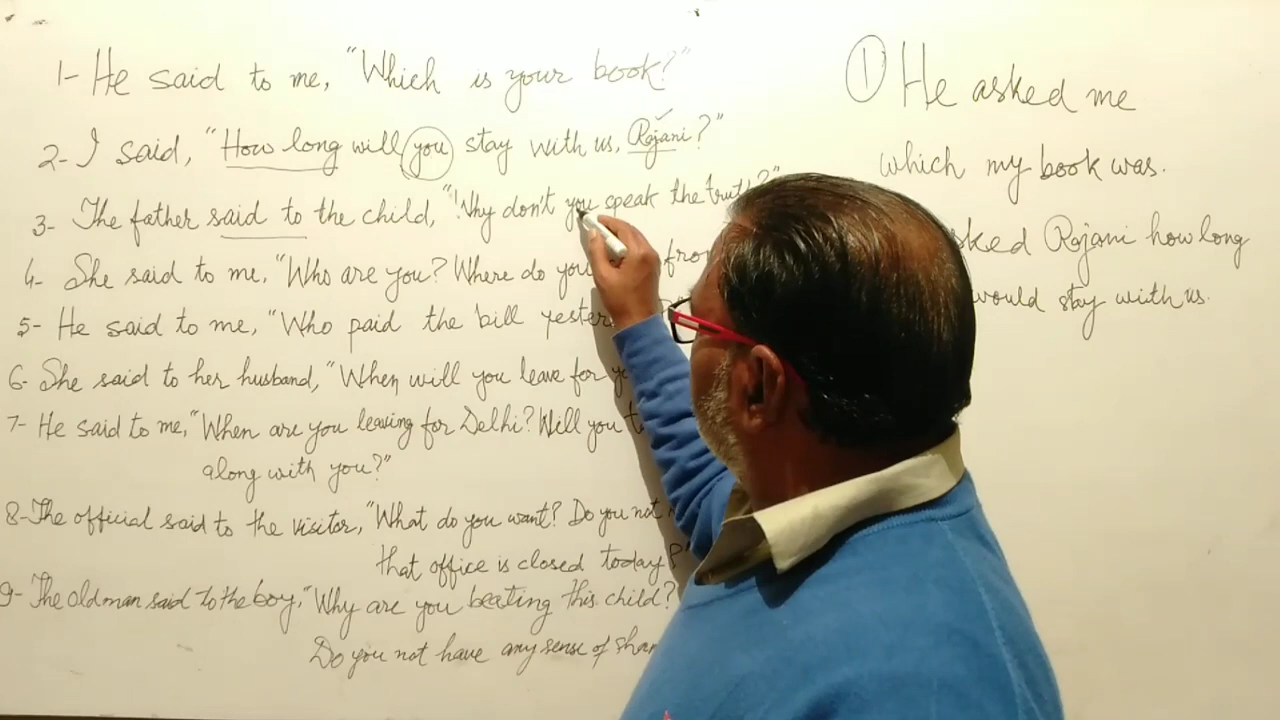 1- He said to me, "Which is your book?"
2- I said, "How long will you stay with us, Rajani?"
3- The father said to the child, "Why don't you speak the truth?"
4- She said to me, "Who are you? Where do you from
5- He said to me, "Who paid the bill
6- She said to her husband, "When will you leave for
7- He said to me, "When are you leaving for Delhi? Will you
along with you?"
8- The official said to the visitor, "What do you want? Do you not
that office is closed today?"
9- The old man said to the boy, "Why are you beating this child?
Do you not have any sense of
① He asked me
which my book was.
Rajani how long
would stay with us.